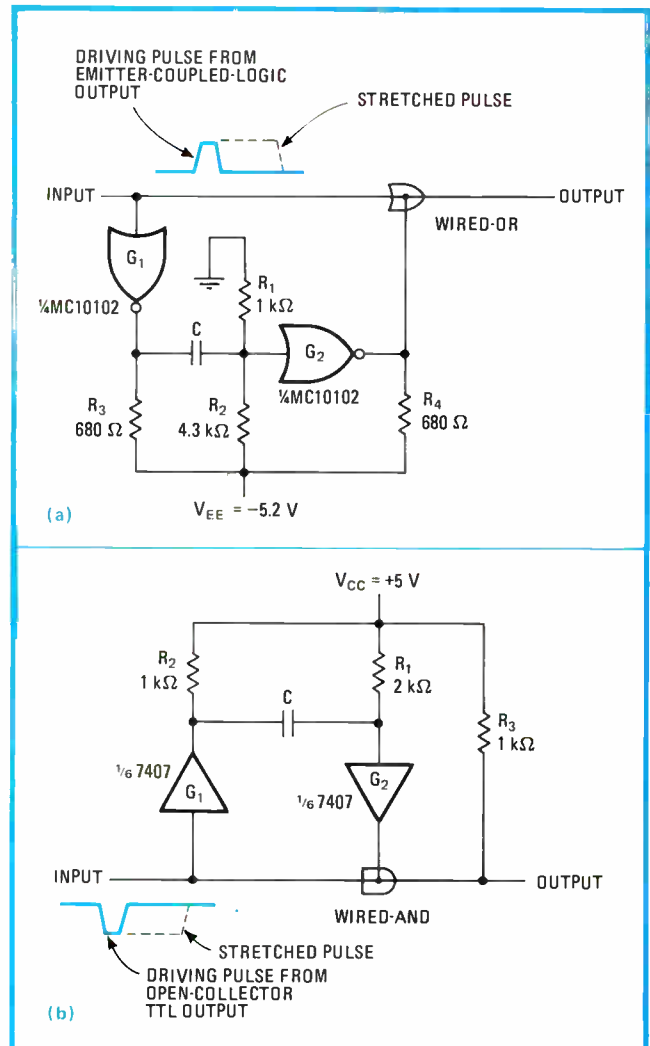 DRIVING PULSE FROM
EMITTER-COUPLED-LOGIC
OUTPUT
STRETCHED PULSE
INPUT
OUTPUT
WIRED-OR
G1
¼MC10102
R1
1 kΩ
C
G2
¼MC10102
R3
680 Ω
R2
4.3 kΩ
R4
680 Ω
VEE = −5.2 V
(a)
VCC = +5 V
R2
1 kΩ
R1
2 kΩ
C
R3
1 kΩ
1/6 7407
G1
1/6 7407
G2
INPUT
OUTPUT
WIRED-AND
STRETCHED PULSE
DRIVING PULSE FROM
OPEN-COLLECTOR
TTL OUTPUT
(b)